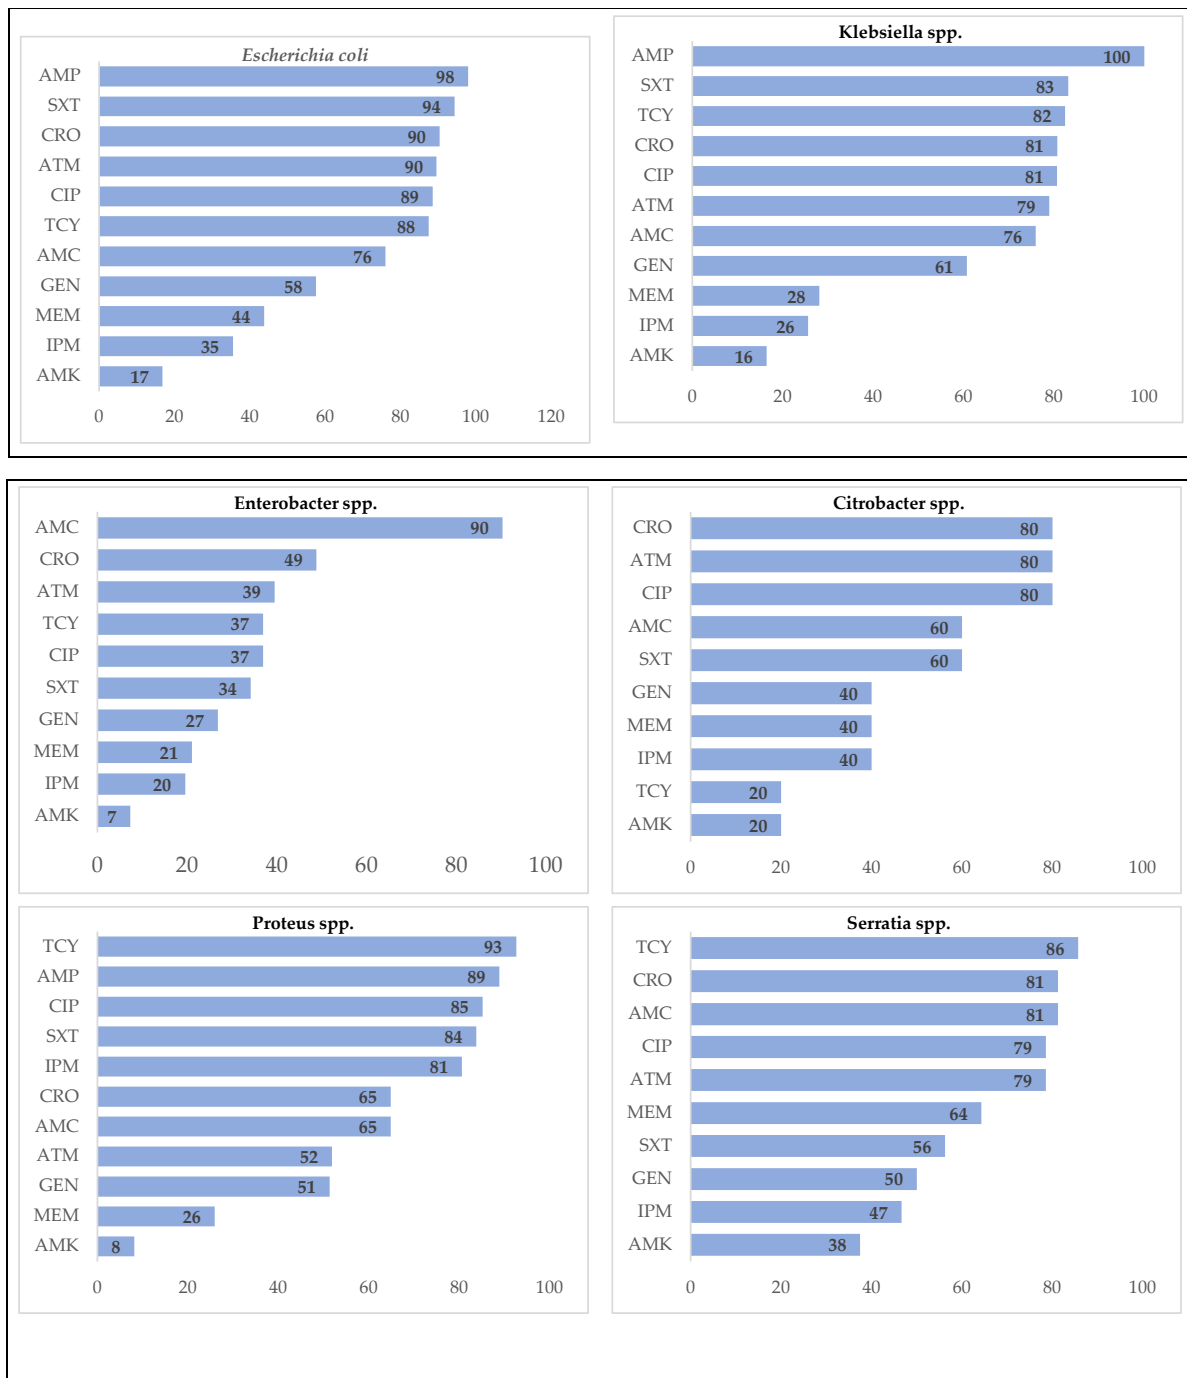 Escherichia coli
AMP 98
SXT 94
CRO 90
ATM 90
CIP 89
TCY 88
AMC 76
GEN 58
MEM 44
IPM 35
AMK 17
0 20 40 60 80 100 120
Klebsiella spp.
AMP 100
SXT 83
TCY 82
CRO 81
CIP 81
ATM 79
AMC 76
GEN 61
MEM 28
IPM 26
AMK 16
0 20 40 60 80 100
Enterobacter spp.
AMC 90
CRO 49
ATM 39
TCY 37
CIP 37
SXT 34
GEN 27
MEM 21
IPM 20
AMK 7
0 20 40 60 80 100
Citrobacter spp.
CRO 80
ATM 80
CIP 80
AMC 60
SXT 60
GEN 40
MEM 40
IPM 40
TCY 20
AMK 20
0 20 40 60 80 100
Proteus spp.
TCY 93
AMP 89
CIP 85
SXT 84
IPM 81
CRO 65
AMC 65
ATM 52
GEN 51
MEM 26
AMK 8
0 20 40 60 80 100
Serratia spp.
TCY 86
CRO 81
AMC 81
CIP 79
ATM 79
MEM 64
SXT 56
GEN 50
IPM 47
AMK 38
0 20 40 60 80 100